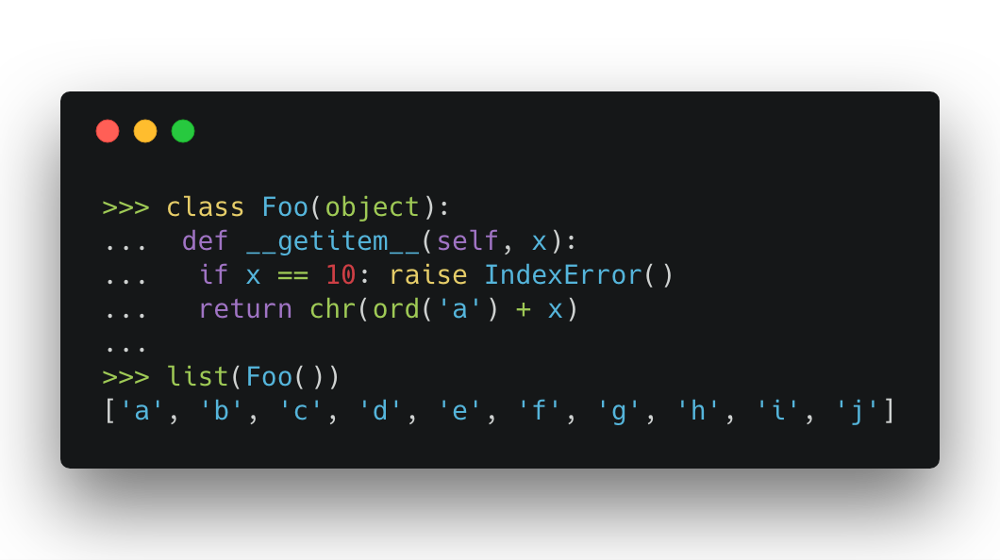 >>> class Foo(object):
...  def __getitem__(self, x):
...   if x == 10: raise IndexError()
...   return chr(ord('a') + x)
...
>>> list(Foo())
['a', 'b', 'c', 'd', 'e', 'f', 'g', 'h', 'i', 'j']